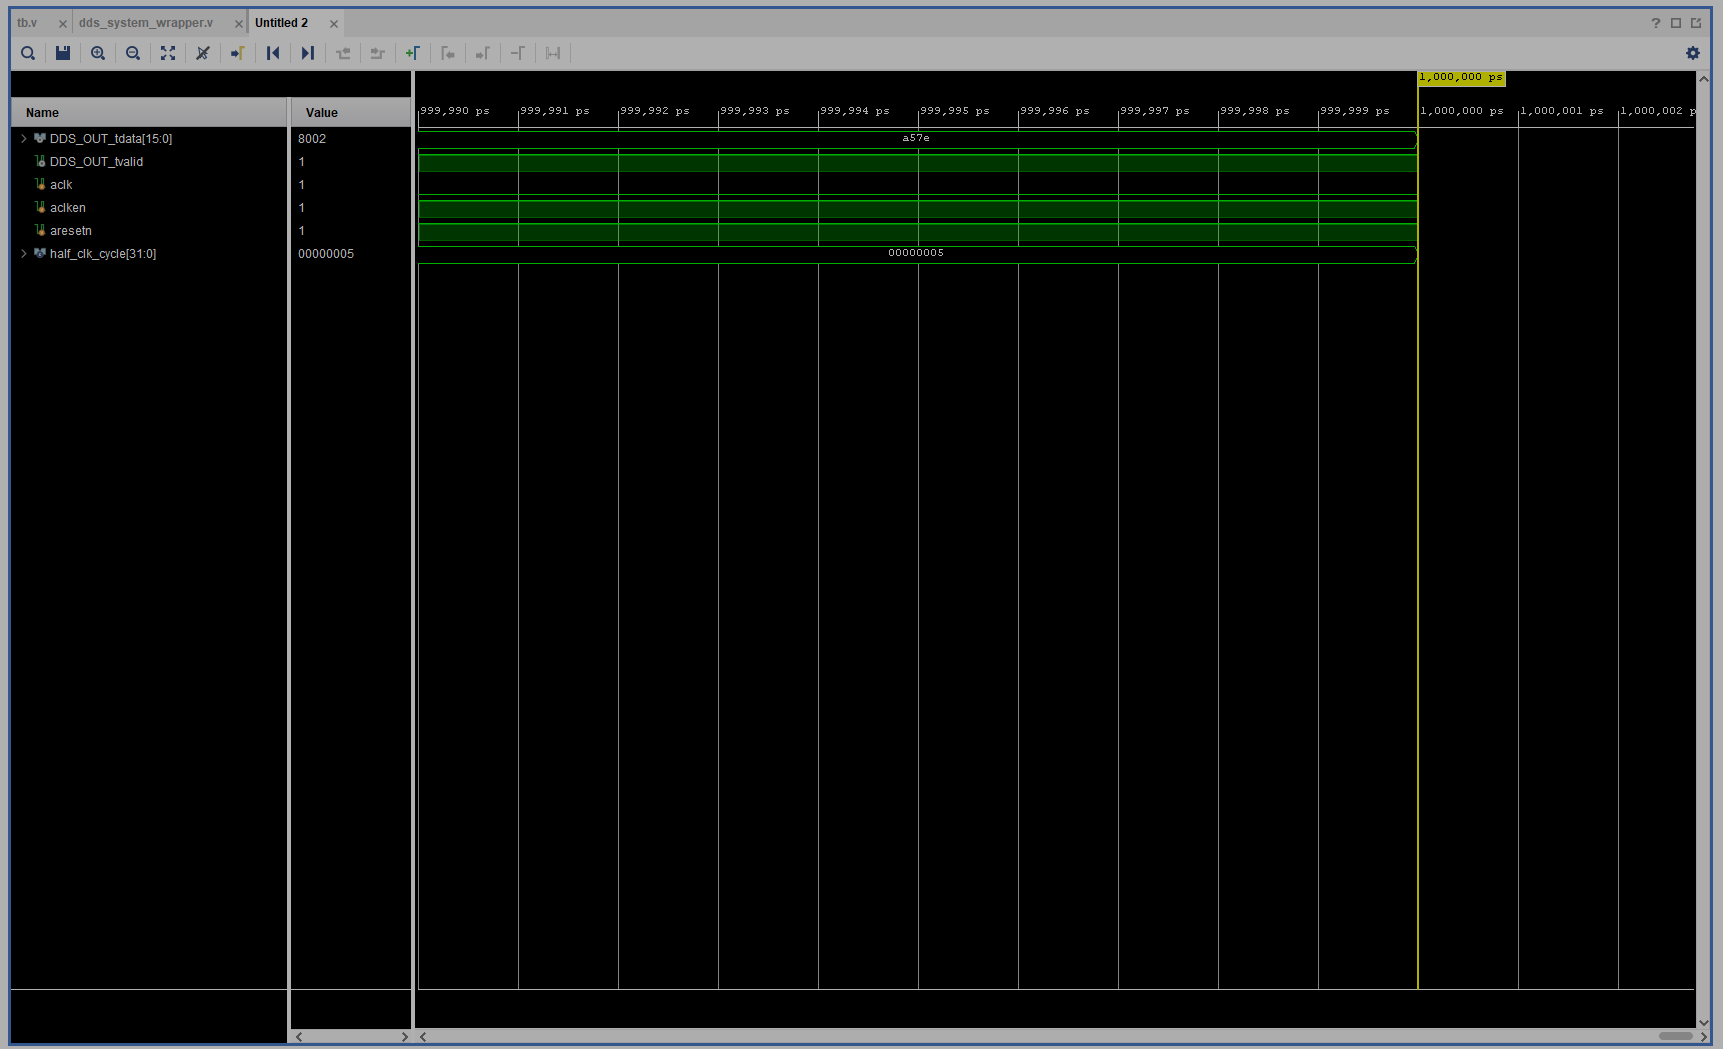 tb.v dds_system_wrapper.v Untitled 2
?
1,000,000 ps
Name Value
999,990 ps 999,991 ps 999,992 ps 999,993 ps 999,994 ps 999,995 ps 999,996 ps 999,997 ps 999,998 ps 999,999 ps 1,000,000 ps 1,000,001 ps 1,000,002 p
DDS_OUT_tdata[15:0] 8002 a57e
DDS_OUT_tvalid 1
aclk 1
aclken 1
aresetn 1
half_clk_cycle[31:0] 00000005 00000005